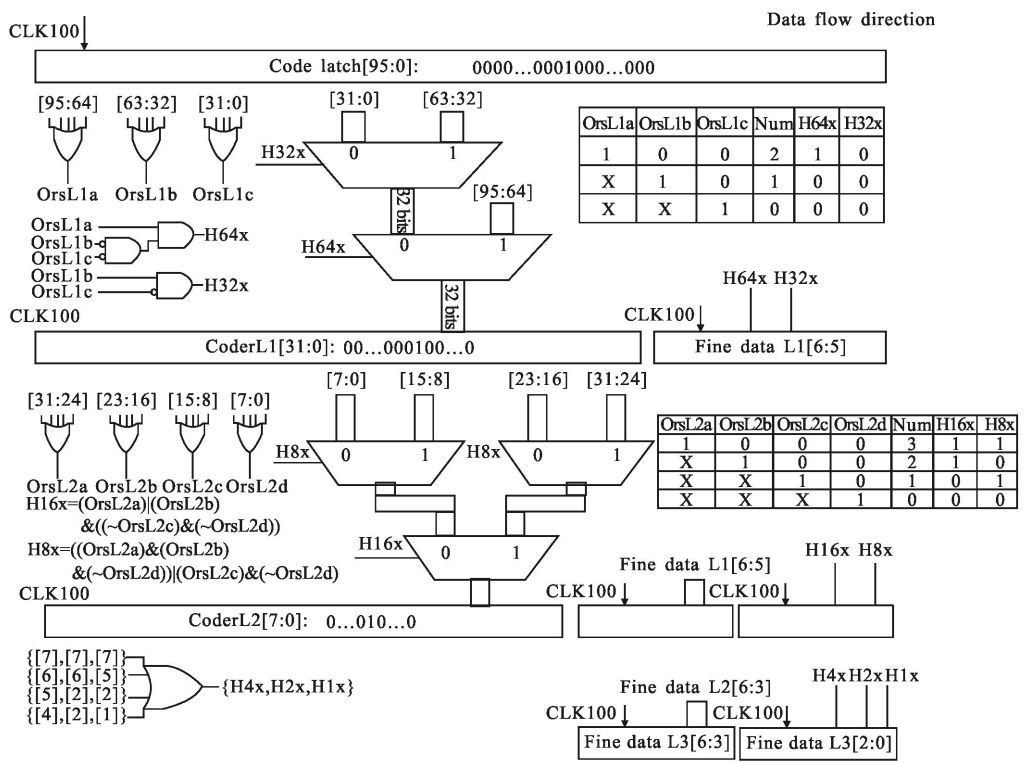 Data flow direction
CLK100
Code latch[95:0]: 0000...0001000...000
[95:64] [63:32] [31:0]
[31:0] [63:32]
OrsL1a OrsL1b OrsL1c Num H64x H32x
1 0 0 2 1 0
X 1 0 1 0 0
X X 1 0 0 0
H32x 0 1
OrsL1a OrsL1b OrsL1c
32 bits
[95:64]
OrsL1a
OrsL1b
OrsL1c
H64x
H64x 0 1
OrsL1b
OrsL1c
H32x
32 bits
H64x H32x
CLK100
CLK100
CoderL1[31:0]: 00...000100...0
Fine data L1[6:5]
[7:0] [15:8] [23:16] [31:24]
[31:24] [23:16] [15:8] [7:0]
OrsL2a OrsL2b OrsL2c OrsL2d Num H16x H8x
1 0 0 0 3 1 1
X 1 0 0 2 1 0
X X 1 0 1 0 1
X X X 1 0 0 0
H8x 0 1 H8x 0 1
OrsL2a OrsL2b OrsL2c OrsL2d
H16x=(OrsL2a)|(OrsL2b)
&((~OrsL2c)&(~OrsL2d))
H8x=((OrsL2a)&(OrsL2b)
&(~OrsL2d))|(OrsL2c)&(~OrsL2d)
H16x 0 1
H16x H8x
Fine data L1[6:5]
CLK100
CLK100 CLK100
CoderL2[7:0]: 0...010...0
{[7],[7],[7]}
{[6],[6],[5]}
{[5],[2],[2]}
{[4],[2],[1]}
{H4x,H2x,H1x}
H4x H2x H1x
Fine data L2[6:3]
CLK100 CLK100
Fine data L3[6:3] Fine data L3[2:0]